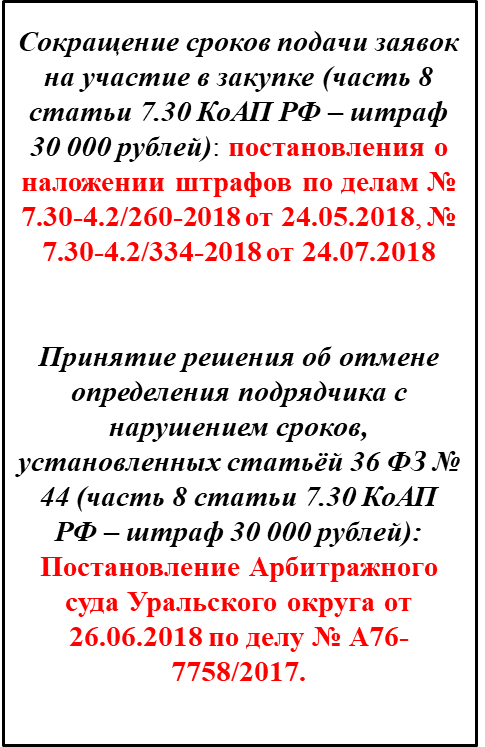 Сокращение сроков подачи заявок
на участие в закупке (часть 8
статьи 7.30 КоАП РФ – штраф
30 000 рублей): постановления о
наложении штрафов по делам №
7.30-4.2/260-2018 от 24.05.2018, №
7.30-4.2/334-2018 от 24.07.2018
Принятие решения об отмене
определения подрядчика с
нарушением сроков,
установленных статьёй 36 ФЗ №
44 (часть 8 статьи 7.30 КоАП
РФ – штраф 30 000 рублей):
Постановление Арбитражного
суда Уральского округа от
26.06.2018 по делу № А76-
7758/2017.